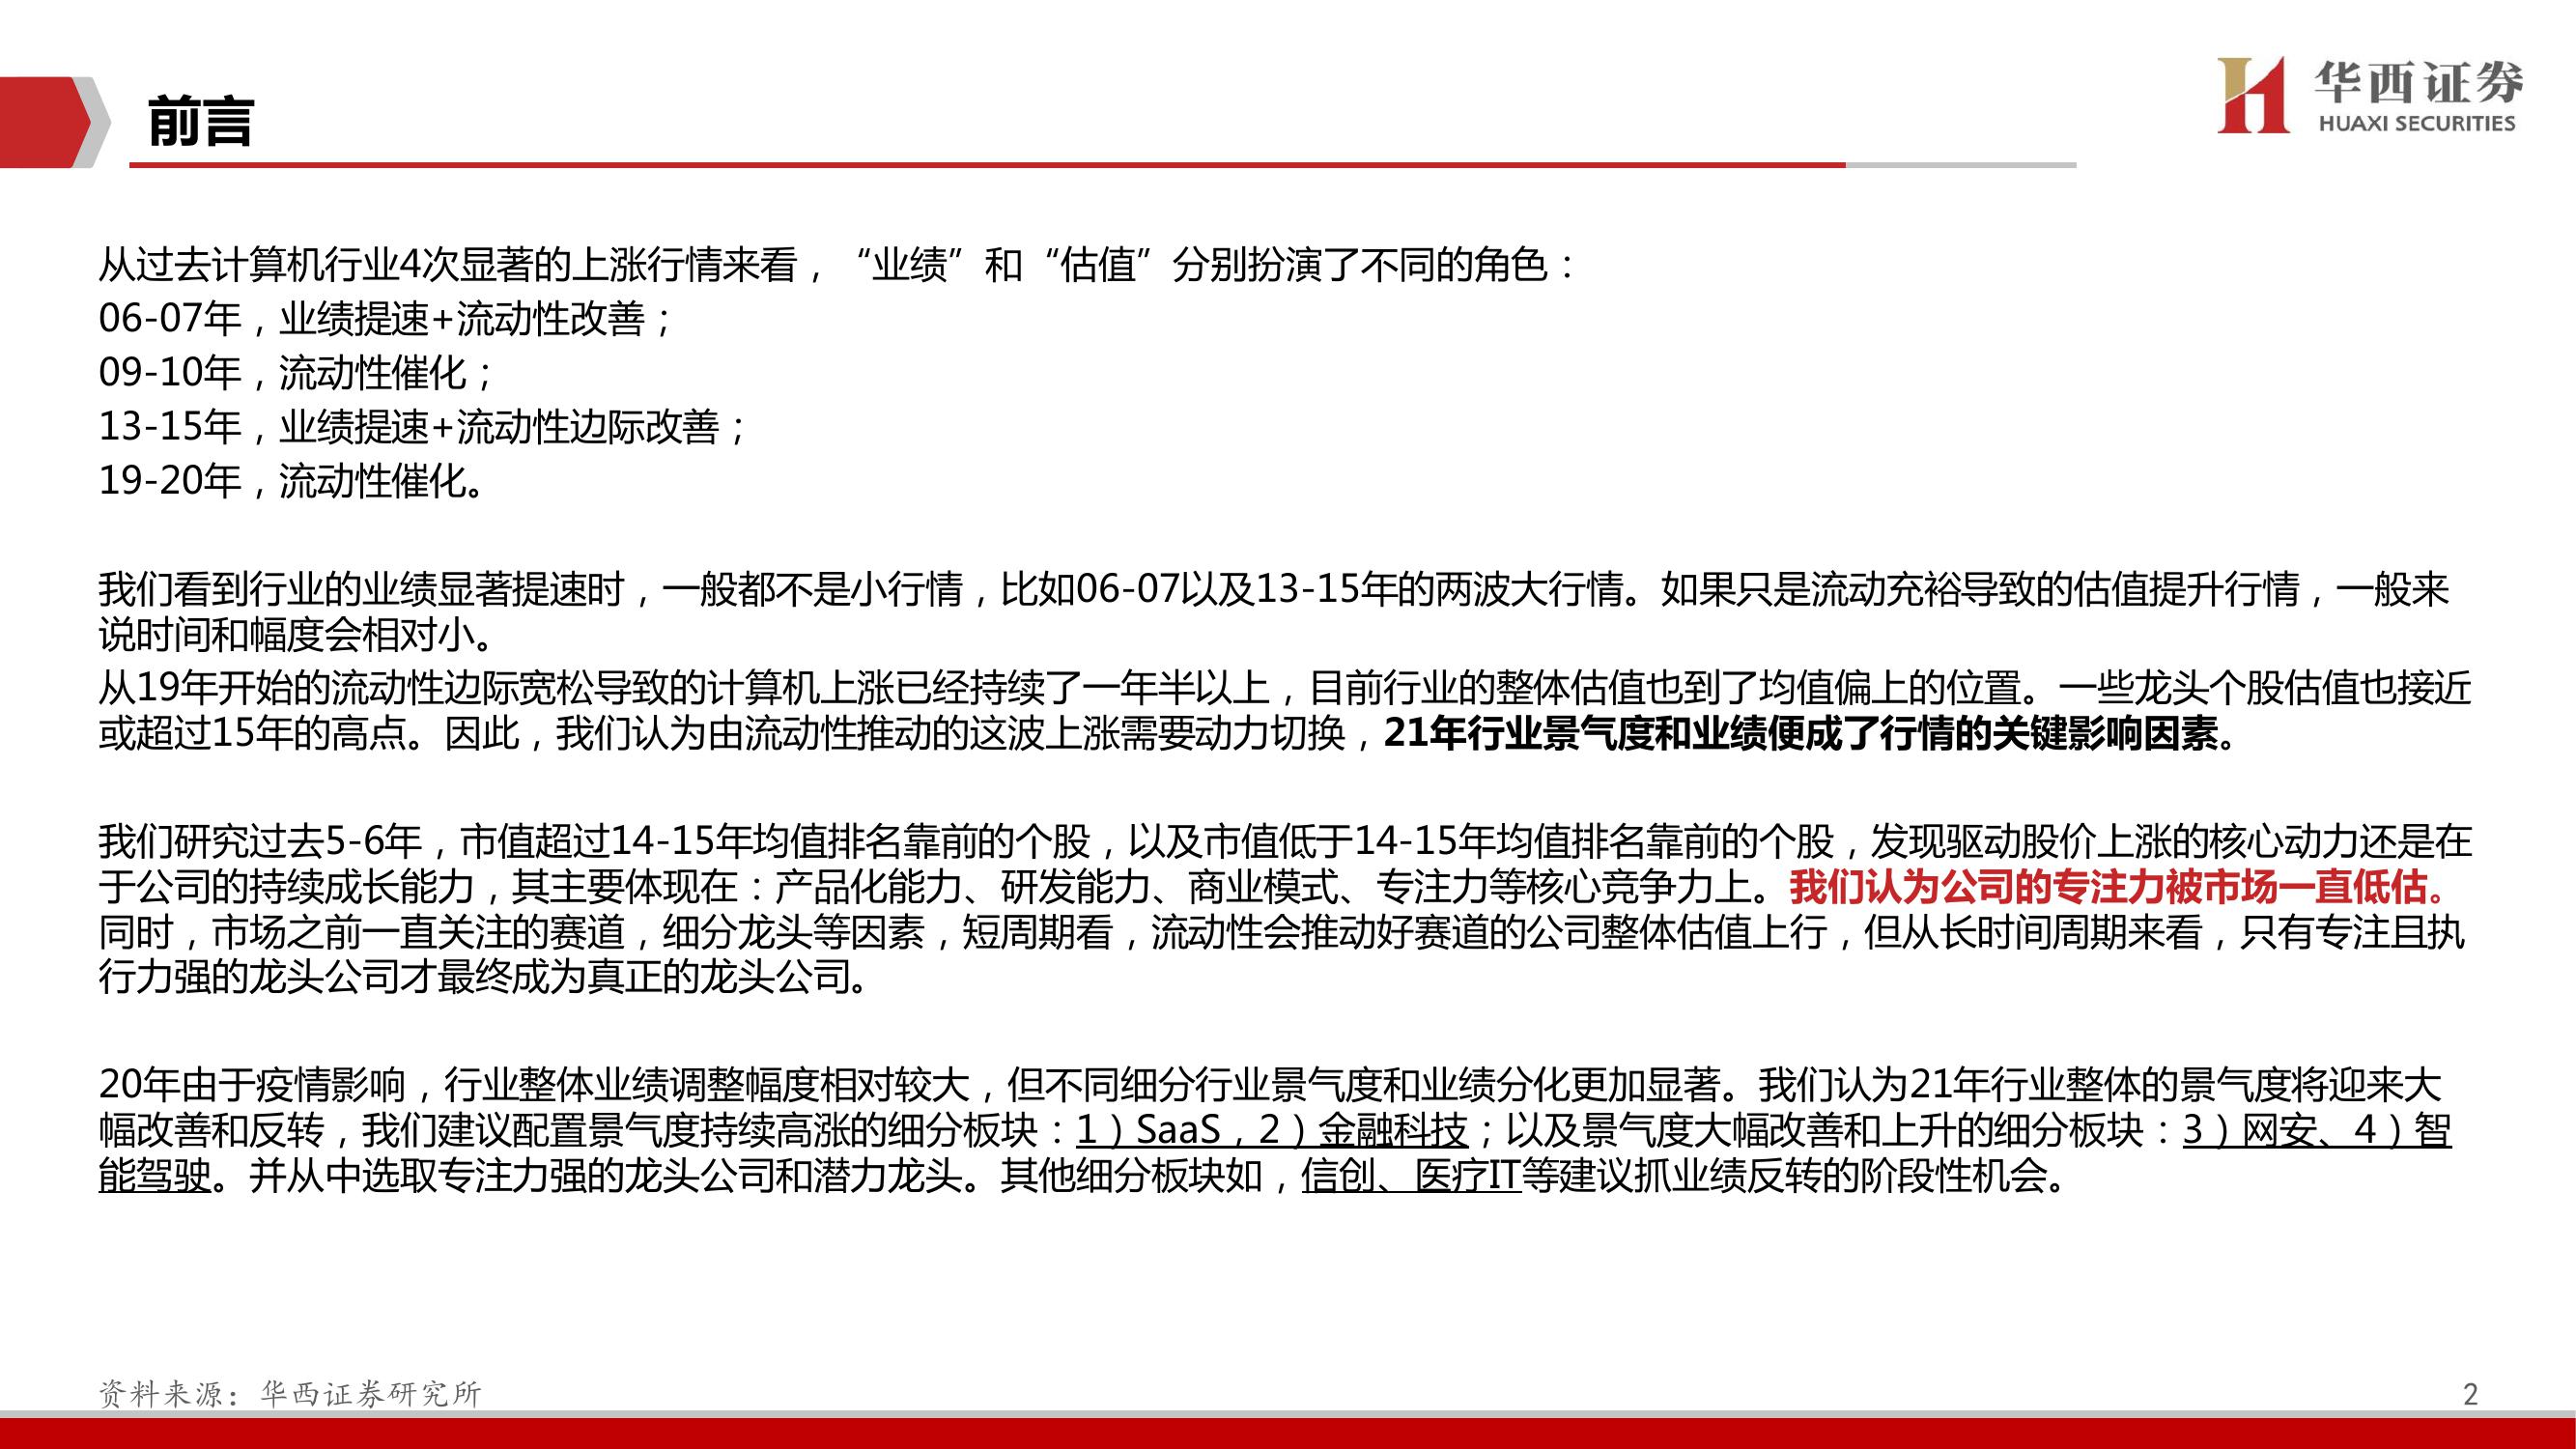 前言
华西证券
HUAXI SECURITIES
从过去计算机行业4次显著的上涨行情来看，“业绩”和“估值”分别扮演了不同的角色：
06-07年，业绩提速+流动性改善；
09-10年，流动性催化；
13-15年，业绩提速+流动性边际改善；
19-20年，流动性催化。
我们看到行业的业绩显著提速时，一般都不是小行情，比如06-07以及13-15年的两波大行情。如果只是流动充裕导致的估值提升行情，一般来
说时间和幅度会相对小。
从19年开始的流动性边际宽松导致的计算机上涨已经持续了一年半以上，目前行业的整体估值也到了均值偏上的位置。一些龙头个股估值也接近
或超过15年的高点。因此，我们认为由流动性推动的这波上涨需要动力切换，21年行业景气度和业绩便成了行情的关键影响因素。
我们研究过去5-6年，市值超过14-15年均值排名靠前的个股，以及市值低于14-15年均值排名靠前的个股，发现驱动股价上涨的核心动力还是在
于公司的持续成长能力，其主要体现在：产品化能力、研发能力、商业模式、专注力等核心竞争力上。我们认为公司的专注力被市场一直低估。
同时，市场之前一直关注的赛道，细分龙头等因素，短周期看，流动性会推动好赛道的公司整体估值上行，但从长时间周期来看，只有专注且执
行力强的龙头公司才最终成为真正的龙头公司。
20年由于疫情影响，行业整体业绩调整幅度相对较大，但不同细分行业景气度和业绩分化更加显著。我们认为21年行业整体的景气度将迎来大
幅改善和反转，我们建议配置景气度持续高涨的细分板块：1）SaaS，2）金融科技；以及景气度大幅改善和上升的细分板块：3）网安、4）智
能驾驶。并从中选取专注力强的龙头公司和潜力龙头。其他细分板块如，信创、医疗IT等建议抓业绩反转的阶段性机会。
资料来源：华西证券研究所
2